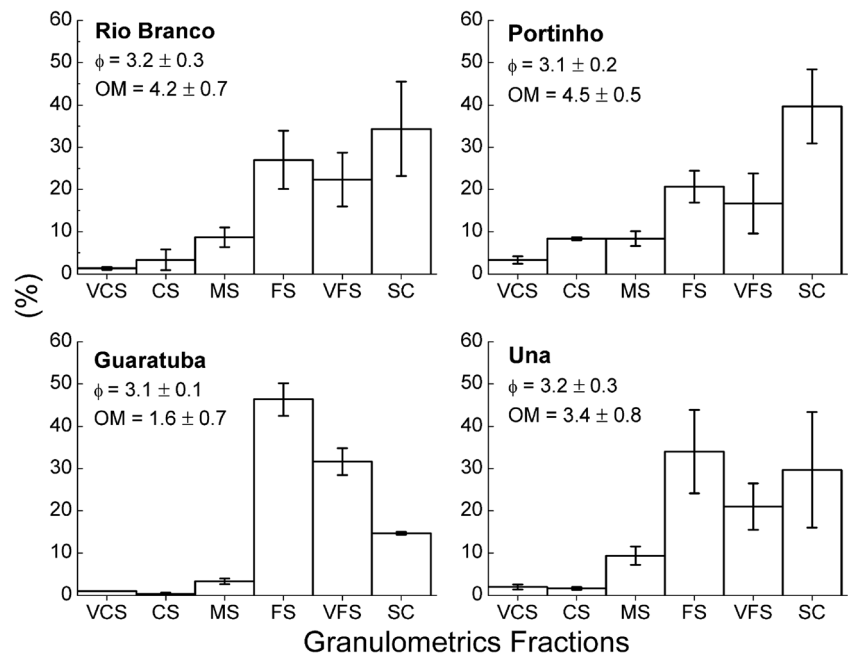 Rio Branco
ϕ = 3.2 ± 0.3
OM = 4.2 ± 0.7
60
50
40
30
20
10
0
VCS CS MS FS VFS SC
Portinho
ϕ = 3.1 ± 0.2
OM = 4.5 ± 0.5
60
50
40
30
20
10
0
VCS CS MS FS VFS SC
(%)
Guaratuba
ϕ = 3.1 ± 0.1
OM = 1.6 ± 0.7
60
50
40
30
20
10
0
VCS CS MS FS VFS SC
Una
ϕ = 3.2 ± 0.3
OM = 3.4 ± 0.8
60
50
40
30
20
10
0
VCS CS MS FS VFS SC
Granulometrics Fractions